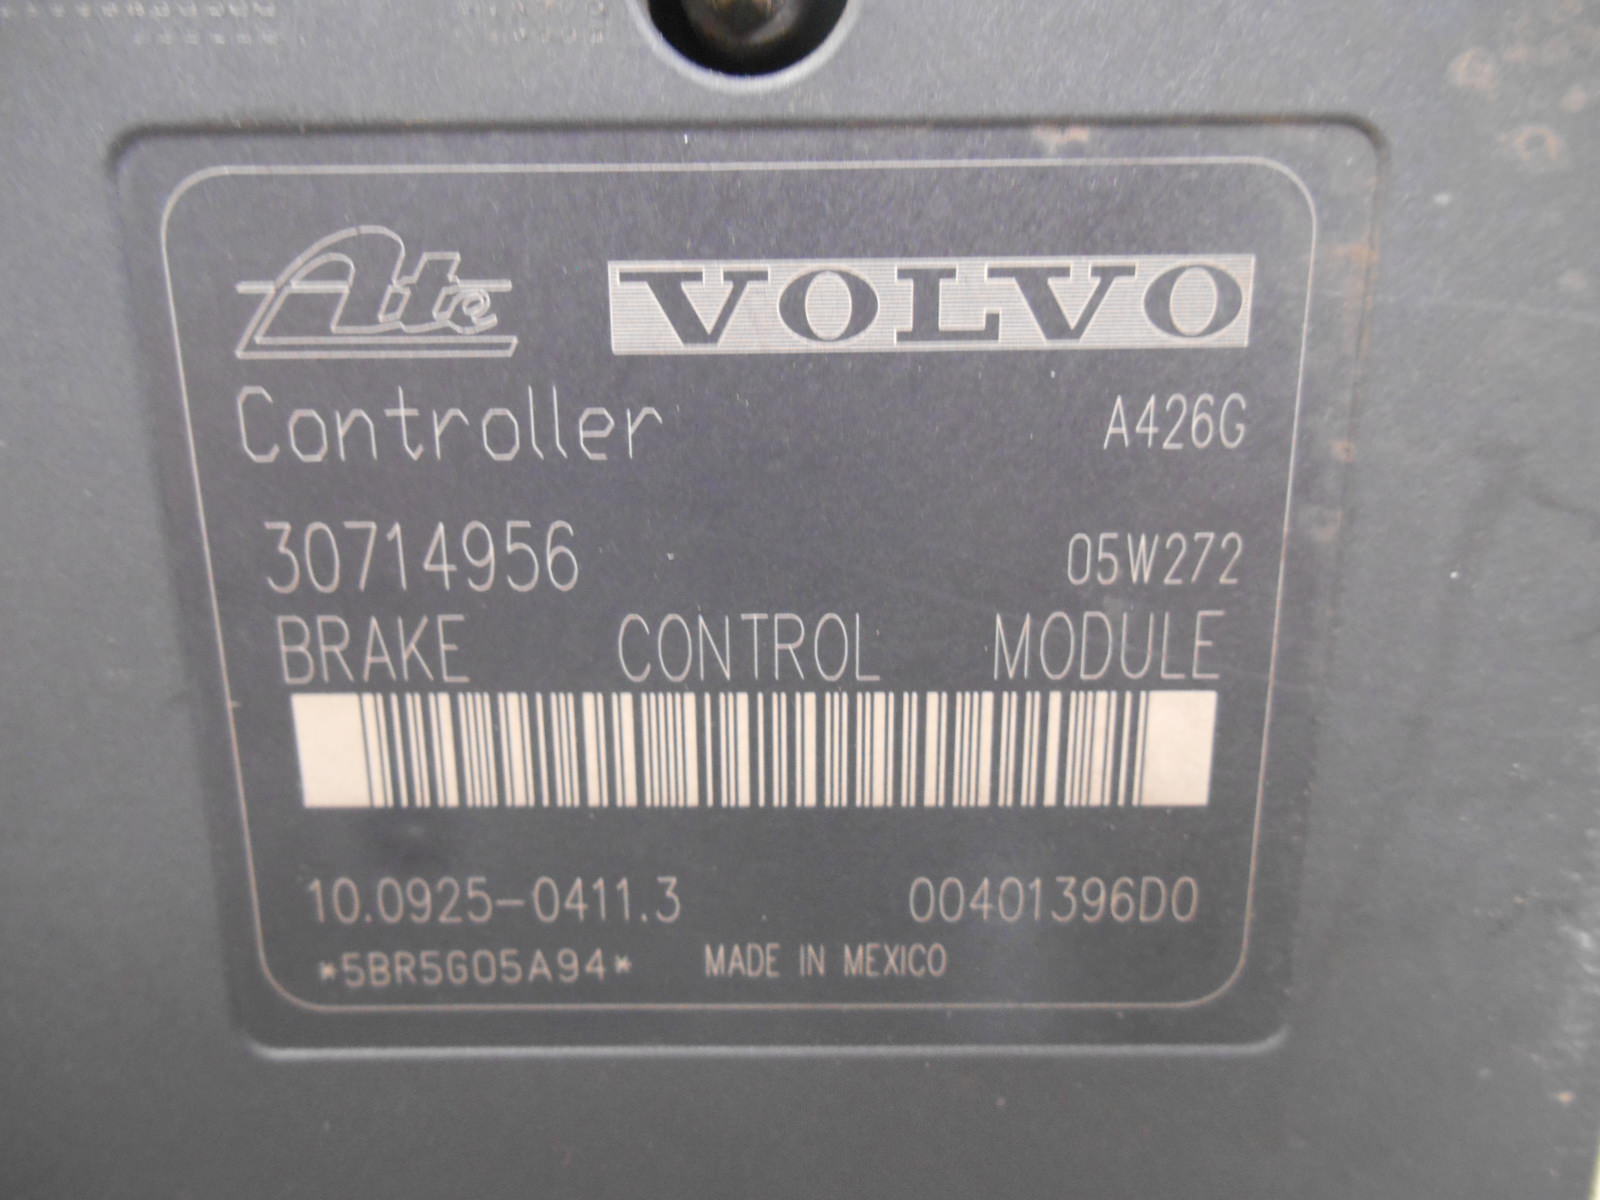 Ate VOLVO
Controller A426G
30714956 05W272
BRAKE CONTROL MODULE
10.0925-0411.3 00401396D0
*5BR5G05A94* MADE IN MEXICO